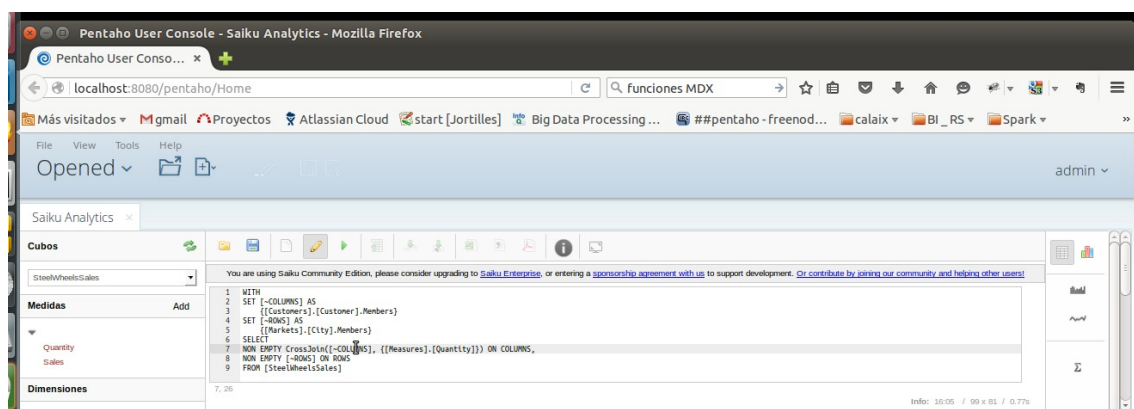 Pentaho User Console - Saiku Analytics - Mozilla Firefox
Pentaho User Conso... ×
localhost:8080/pentaho/Home
funciones MDX
Más visitados
gmail
Proyectos
Atlassian Cloud
start [Jortilles]
Big Data Processing ...
##pentaho - freenod...
calaix
BI_RS
Spark
»
File View Tools Help
Opened
admin
Saiku Analytics ×
Cubos
You are using Saiku Community Edition, please consider upgrading to Saiku Enterprise, or entering a sponsorship agreement with us to support development. Or contribute by joining our community and helping other users!
SteelWheelsSales
Medidas Add
Quantity
Sales
Dimensiones
1 WITH
2 SET [~COLUMNS] AS
3 {[Customers].[Customer].Members}
4 SET [~ROWS] AS
5 {[Markets].[City].Members}
6 SELECT
7 NON EMPTY CrossJoin([~COLUMNS], {[Measures].[Quantity]}) ON COLUMNS,
8 NON EMPTY [~ROWS] ON ROWS
9 FROM [SteelWheelsSales]
7, 26
Σ
Info: 16:05 / 99 x 81 / 0.77s